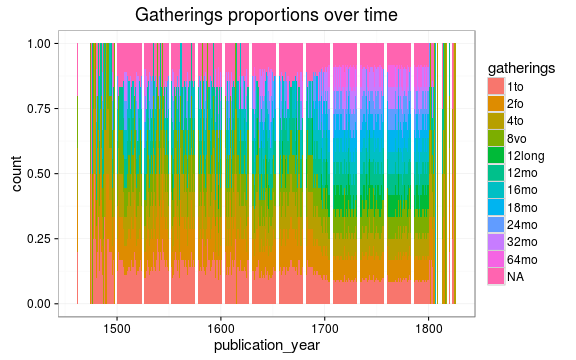 Gatherings proportions over time
1.00
0.75
0.50
0.25
0.00
count
1500
1600
1700
1800
publication_year
gatherings
1to
2fo
4to
8vo
12long
12mo
16mo
18mo
24mo
32mo
64mo
NA